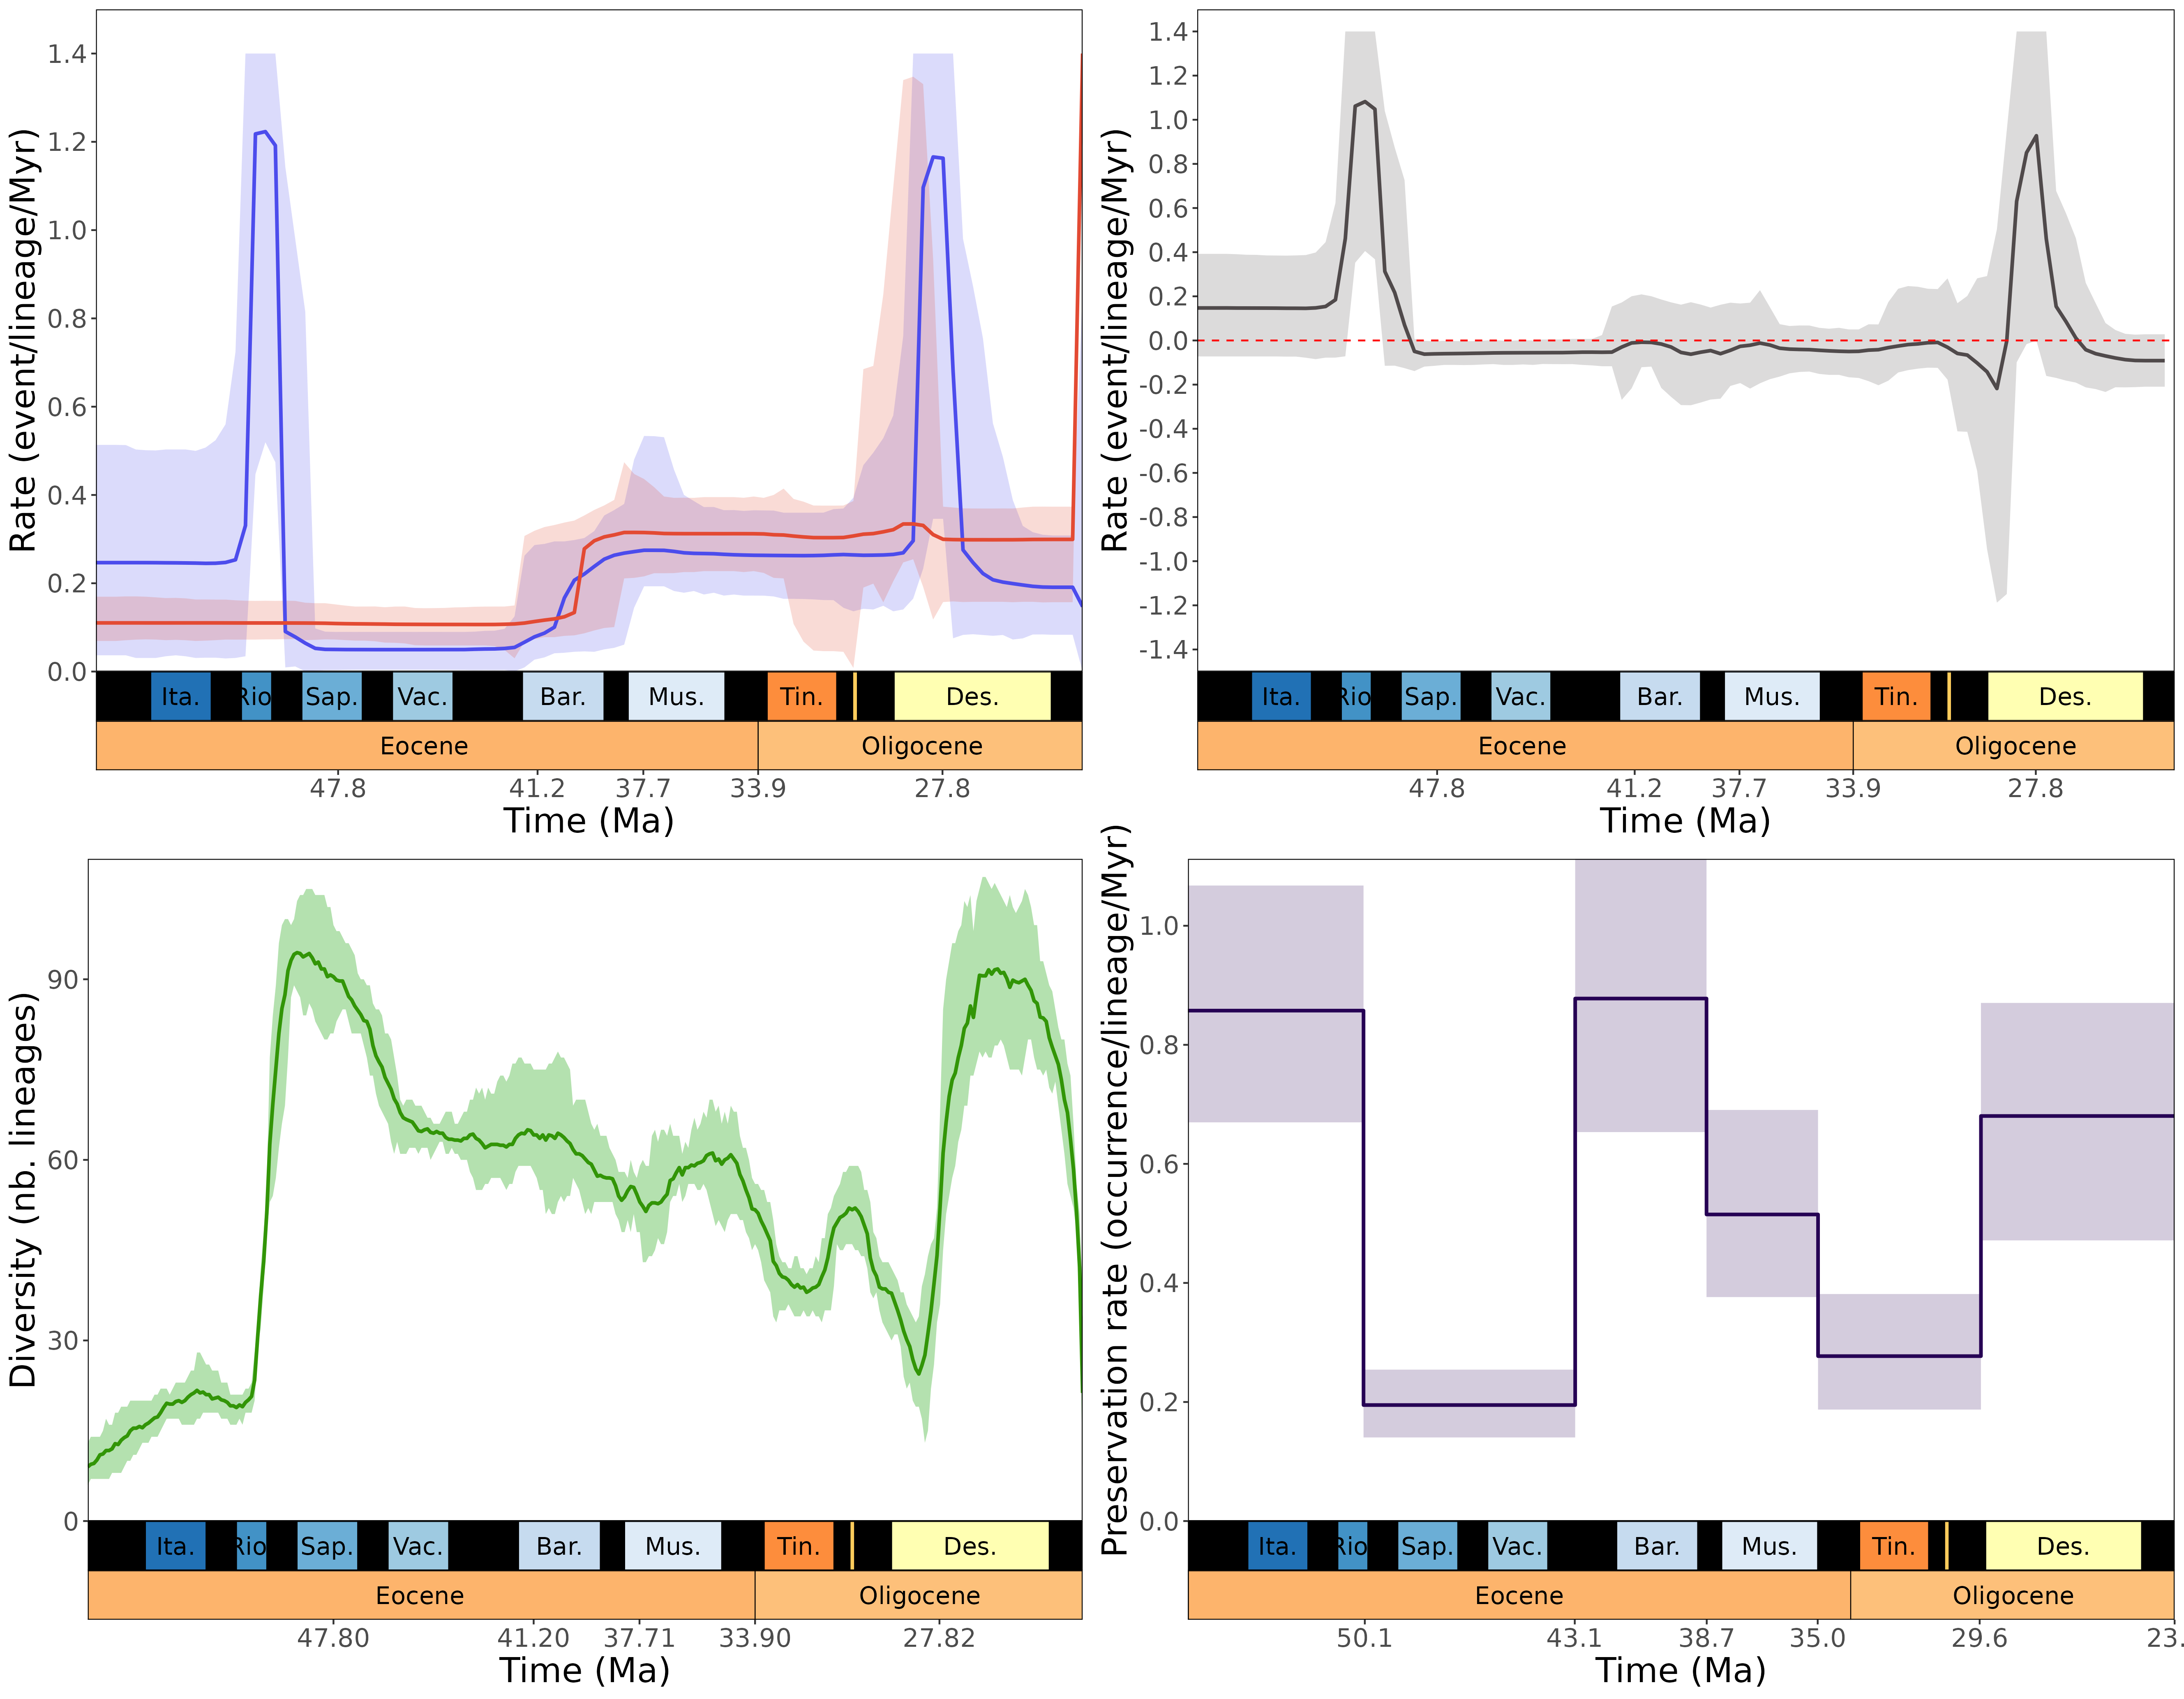 Rate (event/lineage/Myr)
1.4
1.2
1.0
0.8
0.6
0.4
0.2
0.0
Ita. Rio Sap. Vac. Bar. Mus. Tin. Des.
Eocene Oligocene
47.8 41.2 37.7 33.9 27.8
Time (Ma)
Rate (event/lineage/Myr)
1.4
1.2
1.0
0.8
0.6
0.4
0.2
0.0
-0.2
-0.4
-0.6
-0.8
-1.0
-1.2
-1.4
Ita. Rio Sap. Vac. Bar. Mus. Tin. Des.
Eocene Oligocene
47.8 41.2 37.7 33.9 27.8
Time (Ma)
Diversity (nb. lineages)
90
60
30
0
Ita. Rio Sap. Vac. Bar. Mus. Tin. Des.
Eocene Oligocene
47.80 41.20 37.71 33.90 27.82
Time (Ma)
Preservation rate (occurrence/lineage/Myr)
1.0
0.8
0.6
0.4
0.2
0.0
Ita. Rio Sap. Vac. Bar. Mus. Tin. Des.
Eocene Oligocene
50.1 43.1 38.7 35.0 29.6 23.
Time (Ma)